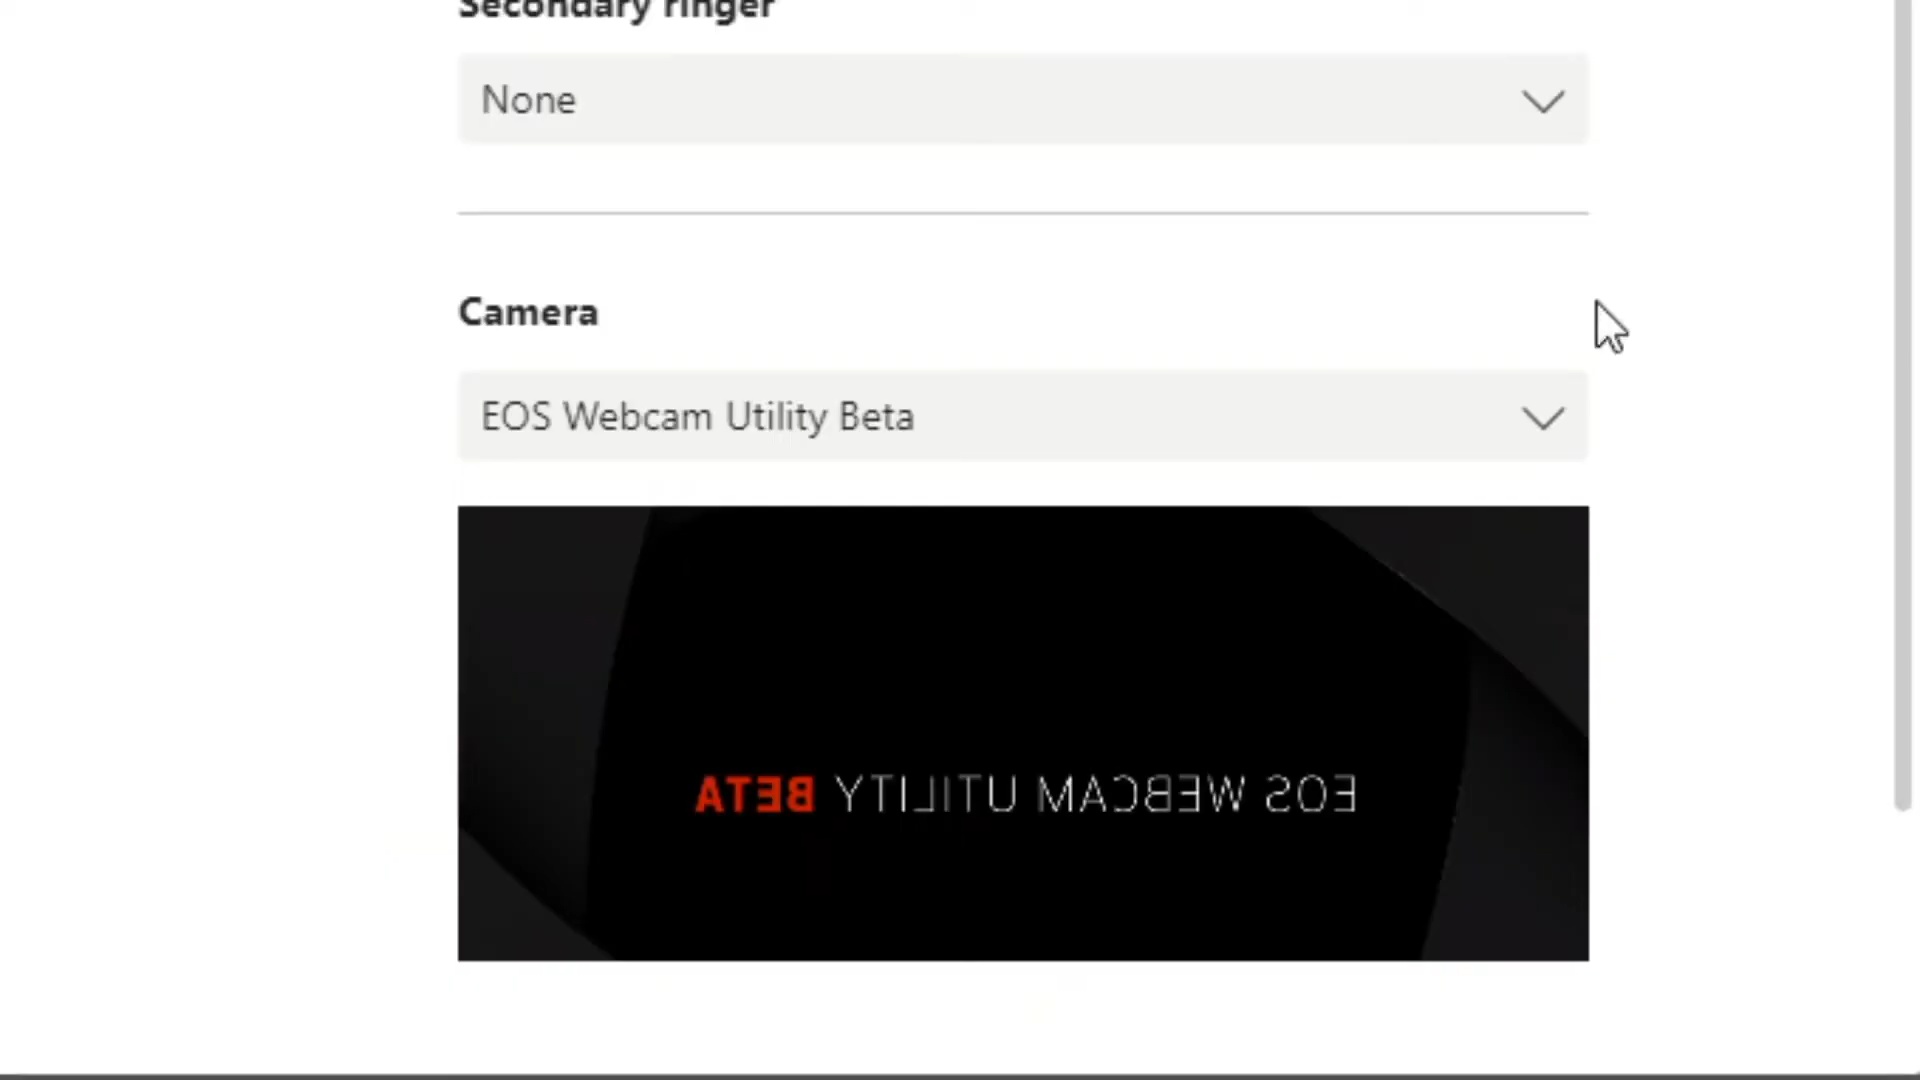 Secondary ringer
None
Camera
EOS Webcam Utility Beta
EOS WEBCAM UTILITY BETA